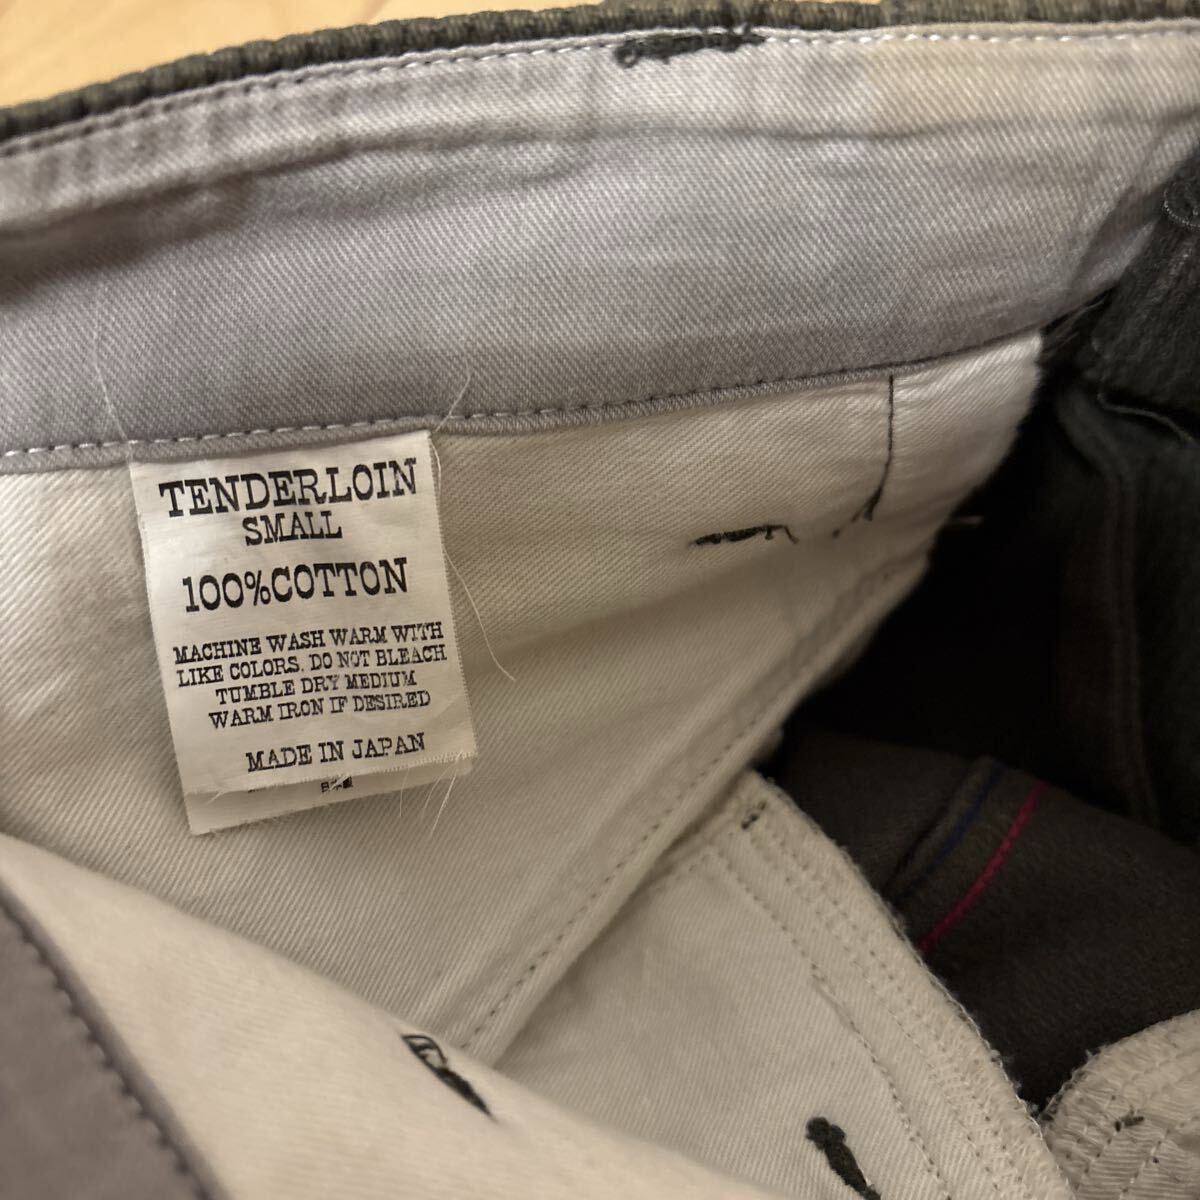 TENDERLOIN
SMALL
100%COTTON
MACHINE WASH WARM WITH
LIKE COLORS. DO NOT BLEACH
TUMBLE DRY MEDIUM
WARM IRON IF DESIRED
MADE IN JAPAN